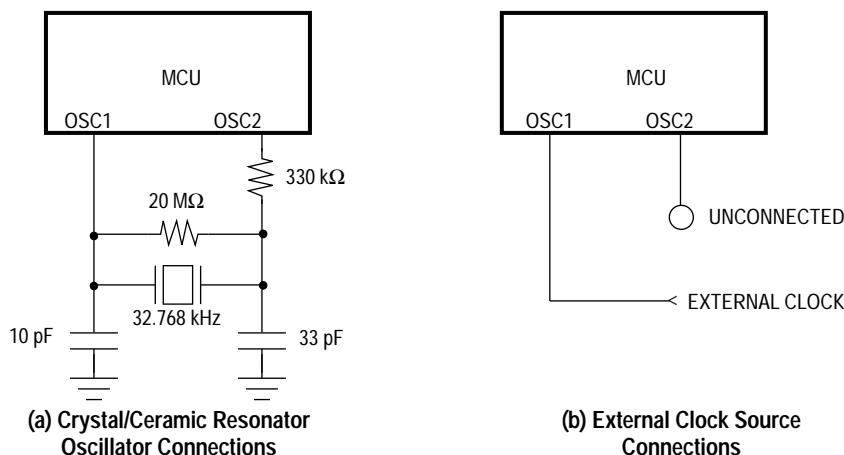 MCU
OSC1
OSC2
330 kΩ
20 MΩ
32.768 kHz
10 pF
33 pF
(a) Crystal/Ceramic Resonator
Oscillator Connections
MCU
OSC1
OSC2
UNCONNECTED
EXTERNAL CLOCK
(b) External Clock Source
Connections